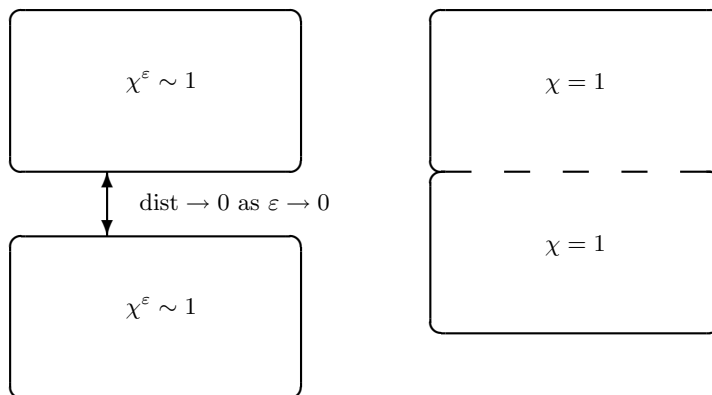 χ^ε ∼ 1
χ = 1
dist → 0 as ε → 0
χ = 1
χ^ε ∼ 1